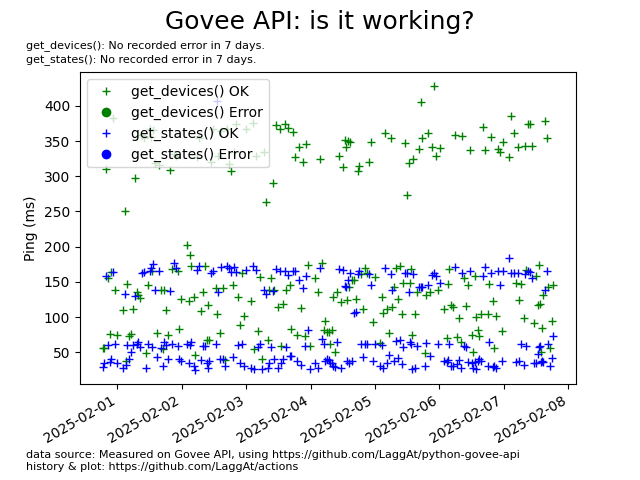 Govee API: is it working?
get_devices(): No recorded error in 7 days.
get_states(): No recorded error in 7 days.
get_devices() OK
get_devices() Error
get_states() OK
get_states() Error
Ping (ms)
400
350
300
250
200
150
100
50
2025-02-01
2025-02-02
2025-02-03
2025-02-04
2025-02-05
2025-02-06
2025-02-07
2025-02-08
data source: Measured on Govee API, using https://github.com/LaggAt/python-govee-api
history & plot: https://github.com/LaggAt/actions